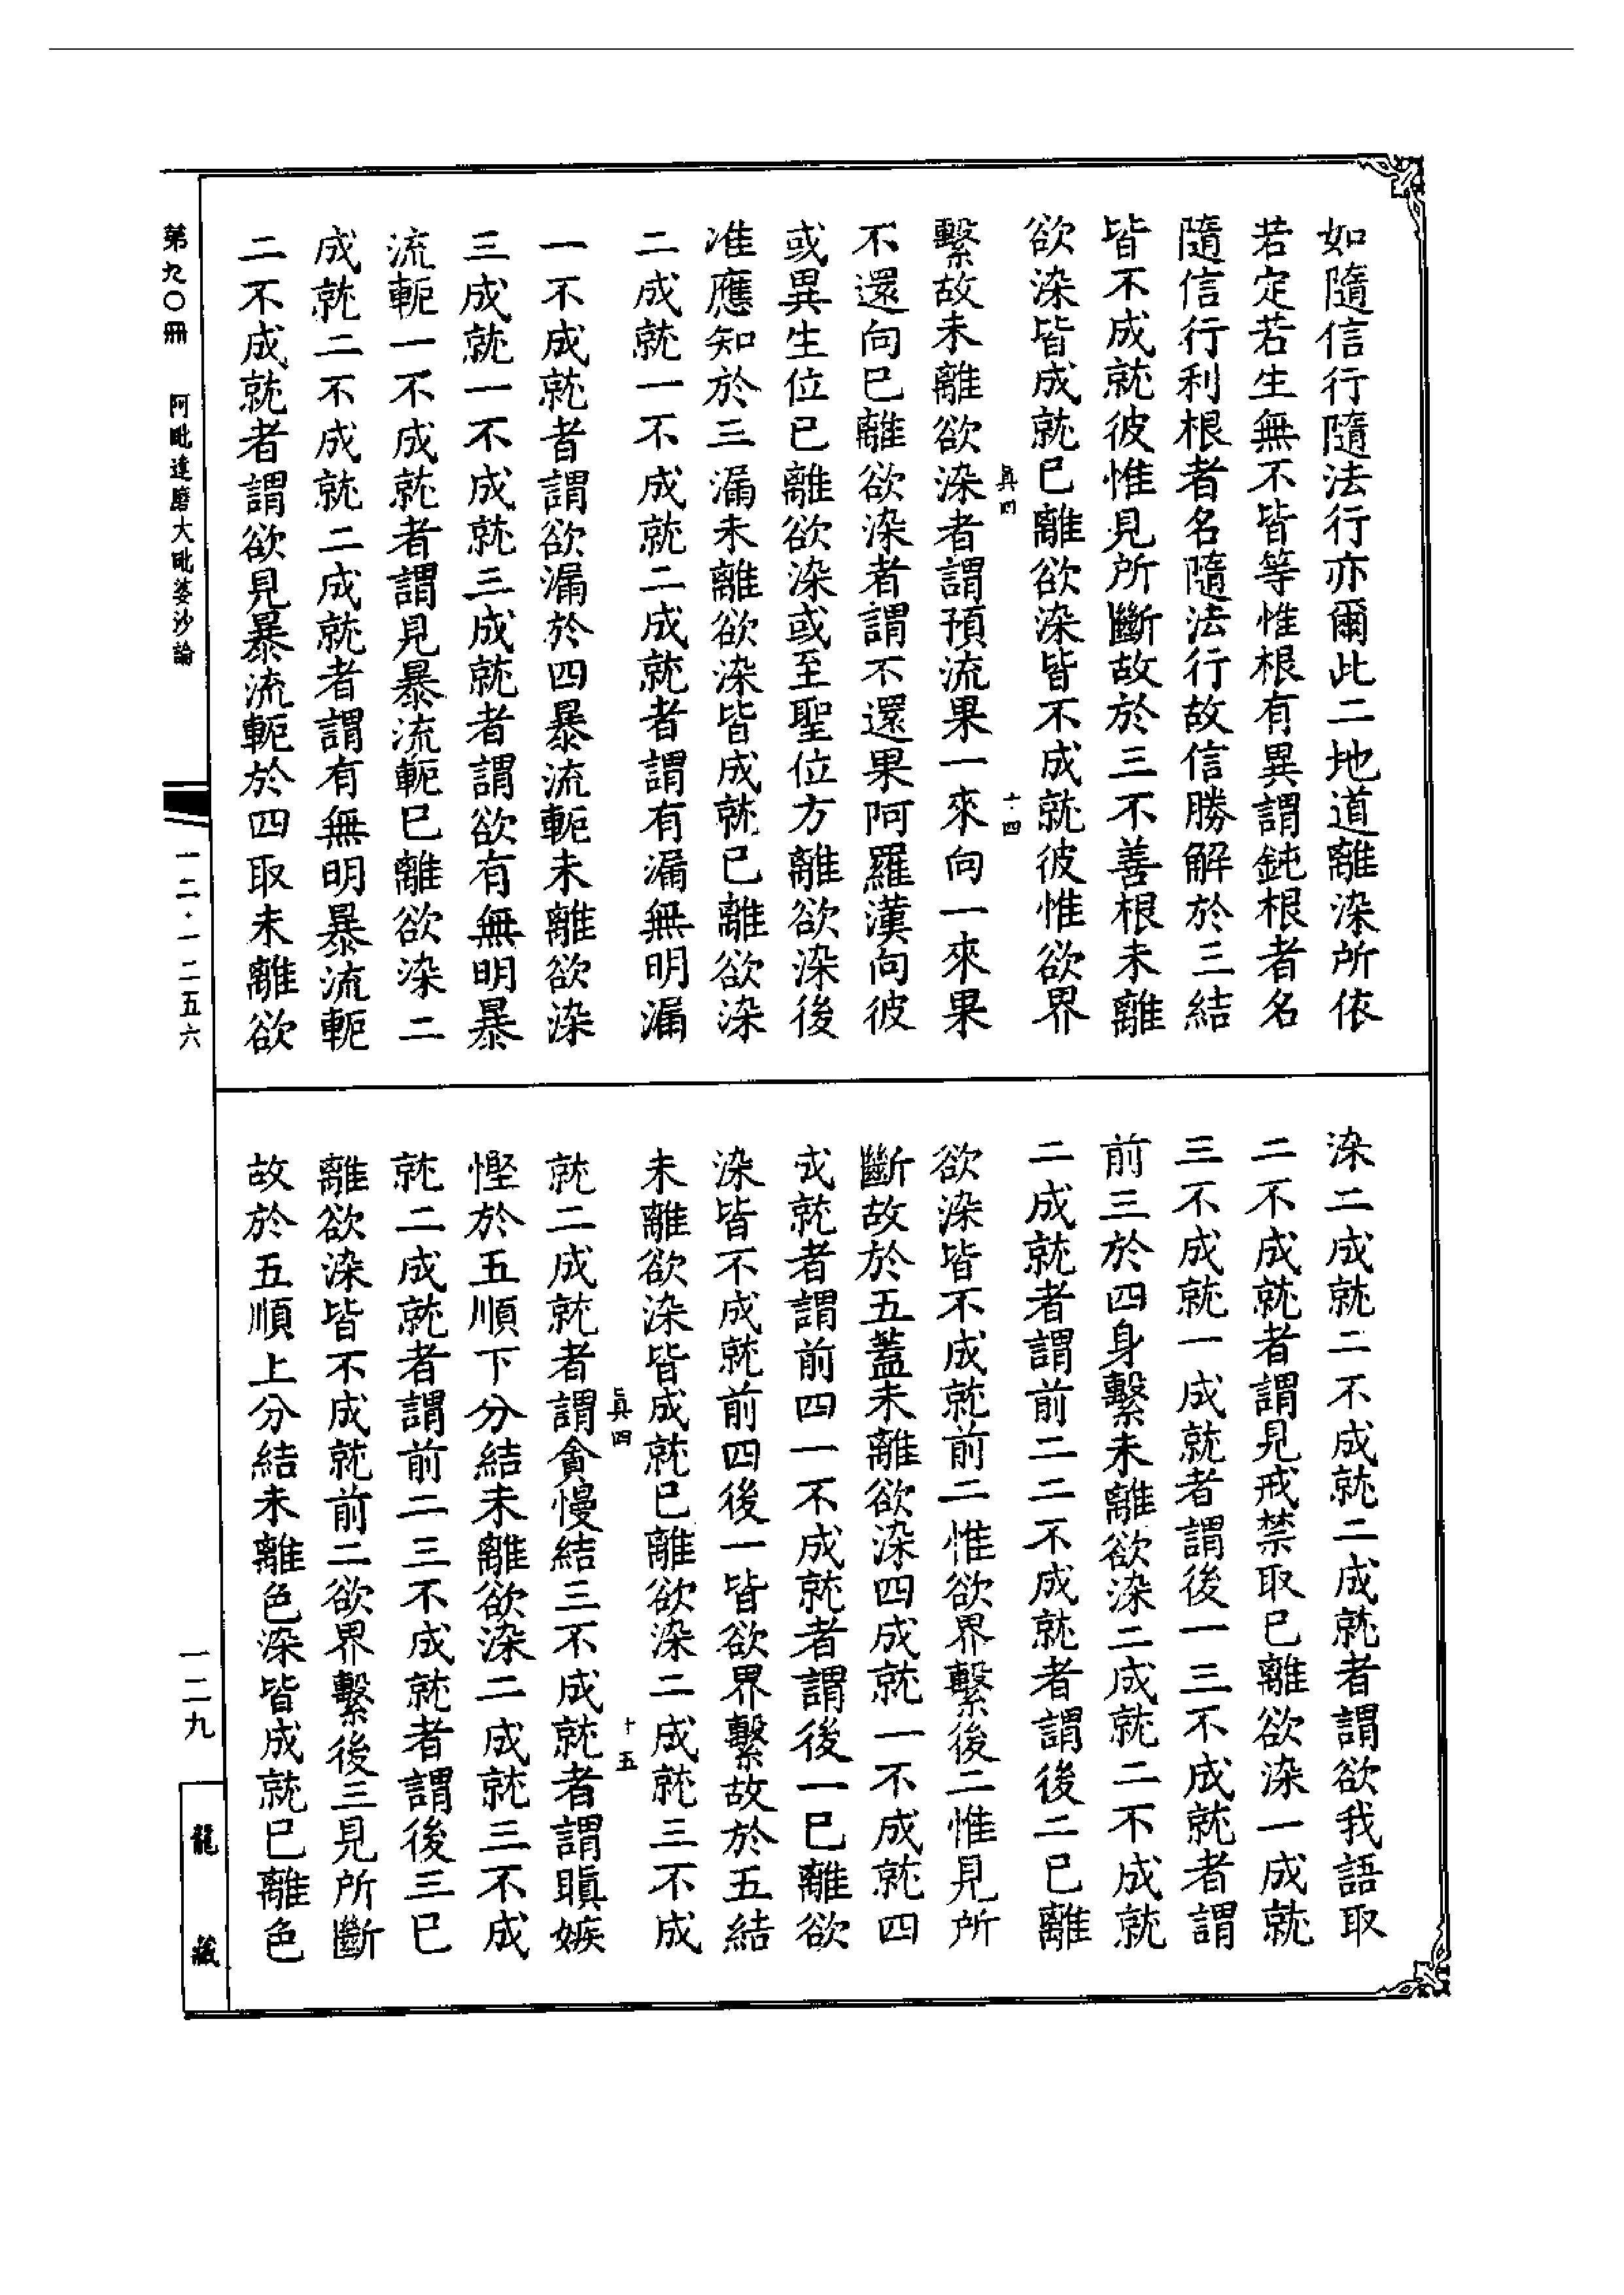 如隨信行隨法行亦爾此二地道離染所依
若定若生無不皆等惟根有異謂鈍根者名
隨信行利根者名隨法行故信勝解於三結
皆不成就彼惟見所斷故於三不善根未離
欲染皆成就已離欲染皆不成就彼惟欲界
眞四
十四
繫故未離欲染者謂預流果一來向一來果
不還向已離欲染者謂不還果阿羅漢向彼
或異生位已離欲染或至聖位方離欲染後
准應知於三漏未離欲染皆成就已離欲染
二成就一不成就二成就者謂有漏無明漏
一不成就者謂欲漏於四暴流軛未離欲染
三成就一不成就三成就者謂欲有無明暴
流軛一不成就者謂見暴流軛已離欲染二
成就二不成就二成就者謂有無明暴流軛
二不成就者謂欲見暴流軛於四取未離欲
染二成就二不成就二成就者謂欲我語取
二不成就者謂見戒禁取已離欲染一成就
三不成就一成就者謂後一三不成就者謂
前三於四身繫未離欲染二成就二不成就
二成就者謂前二二不成就者謂後二已離
欲染皆不成就前二惟欲界繫後二惟見所
斷故於五蓋未離欲染四成就一不成就四
成就者謂前四一不成就者謂後一已離欲
染皆不成就前四後一皆欲界繫故於五結
未離欲染皆成就已離欲染二成就三不成
眞四
十五
就二成就者謂貪慢結三不成就者謂瞋嫉
慳於五順下分結未離欲染二成就三不成
就二成就者謂前二三不成就者謂後三已
離欲染皆不成就前二欲界繫後三見所斷
故於五順上分結未離色染皆成就已離色
第九〇冊
阿毗達磨大毗婆沙論
一二·一二五六
一二九
龍藏